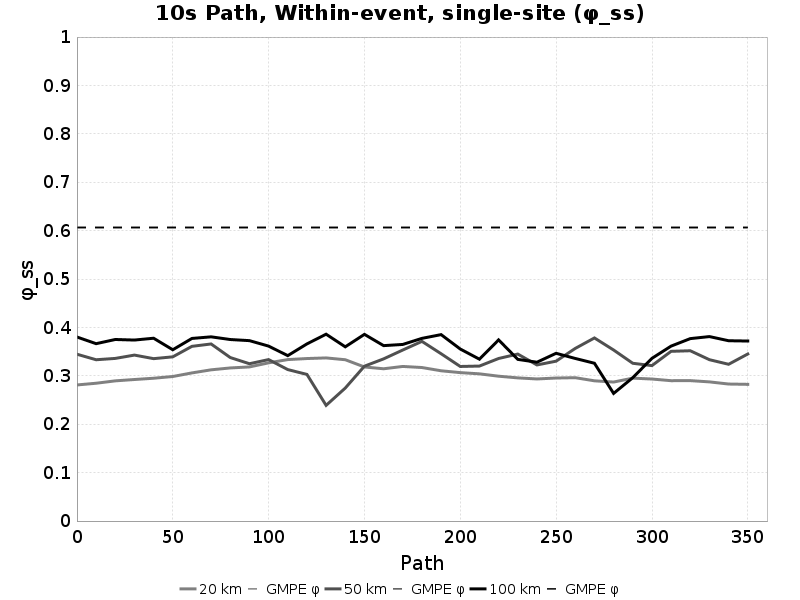 10s Path, Within-event, single-site (φ_ss)
φ_ss
1
0.9
0.8
0.7
0.6
0.5
0.4
0.3
0.2
0.1
0
0 50 100 150 200 250 300 350
Path
20 km GMPE φ 50 km GMPE φ 100 km GMPE φ